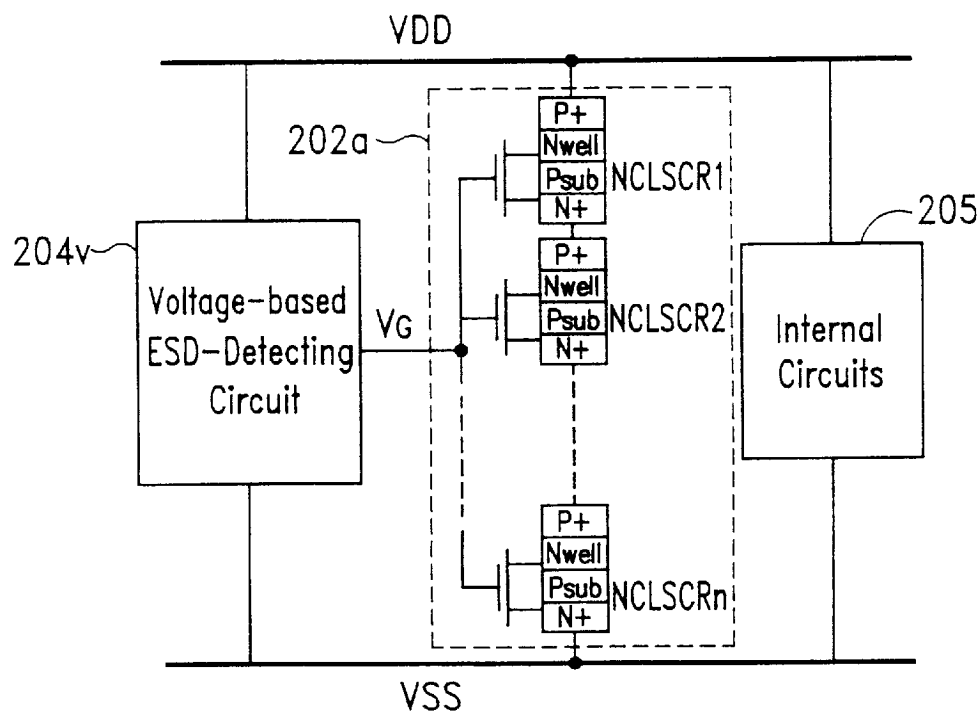 VDD
202a
P+
Nwell
Psub
N+
NCLSCR1
204v
Voltage-based
ESD-Detecting
Circuit
VG
P+
Nwell
Psub
N+
NCLSCR2
205
Internal
Circuits
P+
Nwell
Psub
N+
NCLSCRn
VSS